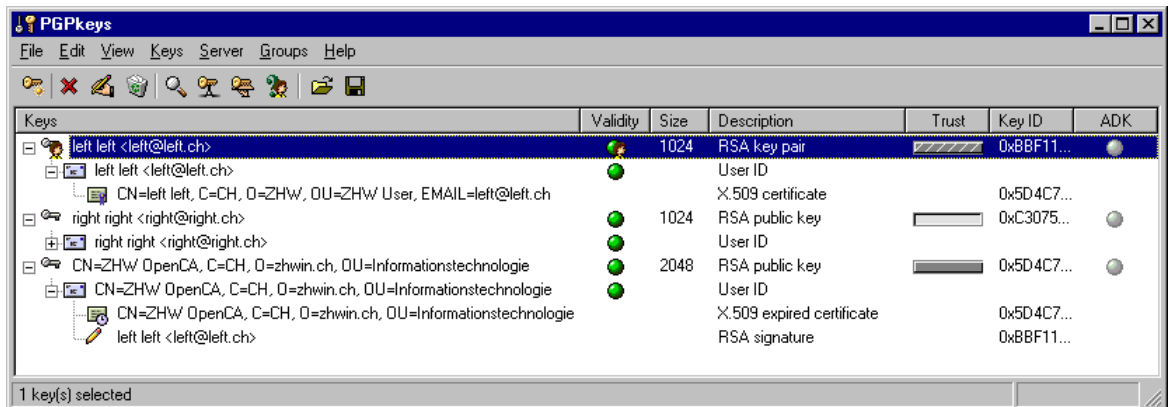 PGPkeys
File Edit View Keys Server Groups Help
Keys Validity Size Description Trust Key ID ADK
left left <left@left.ch> 1024 RSA key pair 0xBBF11...
left left <left@left.ch> User ID
CN=left left, C=CH, O=ZHW, OU=ZHW User, EMAIL=left@left.ch X.509 certificate 0x5D4C7...
right right <right@right.ch> 1024 RSA public key 0xC3075...
right right <right@right.ch> User ID
CN=ZHW OpenCA, C=CH, O=zhwin.ch, OU=Informationstechnologie 2048 RSA public key 0x5D4C7...
CN=ZHW OpenCA, C=CH, O=zhwin.ch, OU=Informationstechnologie User ID
CN=ZHW OpenCA, C=CH, O=zhwin.ch, OU=Informationstechnologie X.509 expired certificate 0x5D4C7...
left left <left@left.ch> RSA signature 0xBBF11...
1 key(s) selected